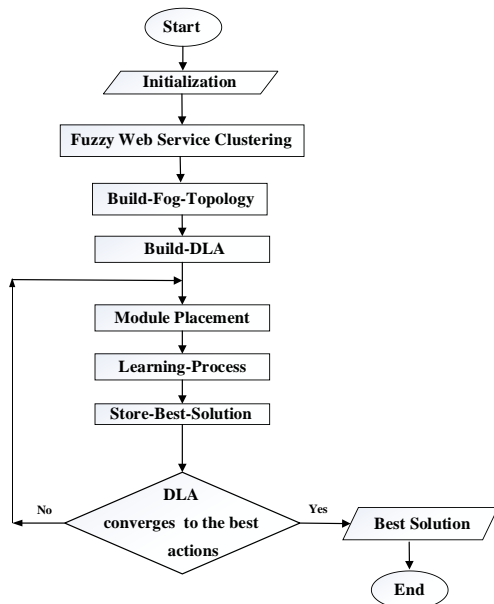 Start
Initialization
Fuzzy Web Service Clustering
Build-Fog-Topology
Build-DLA
Module Placement
Learning-Process
Store-Best-Solution
DLA
converges to the best
actions
No
Yes
Best Solution
End